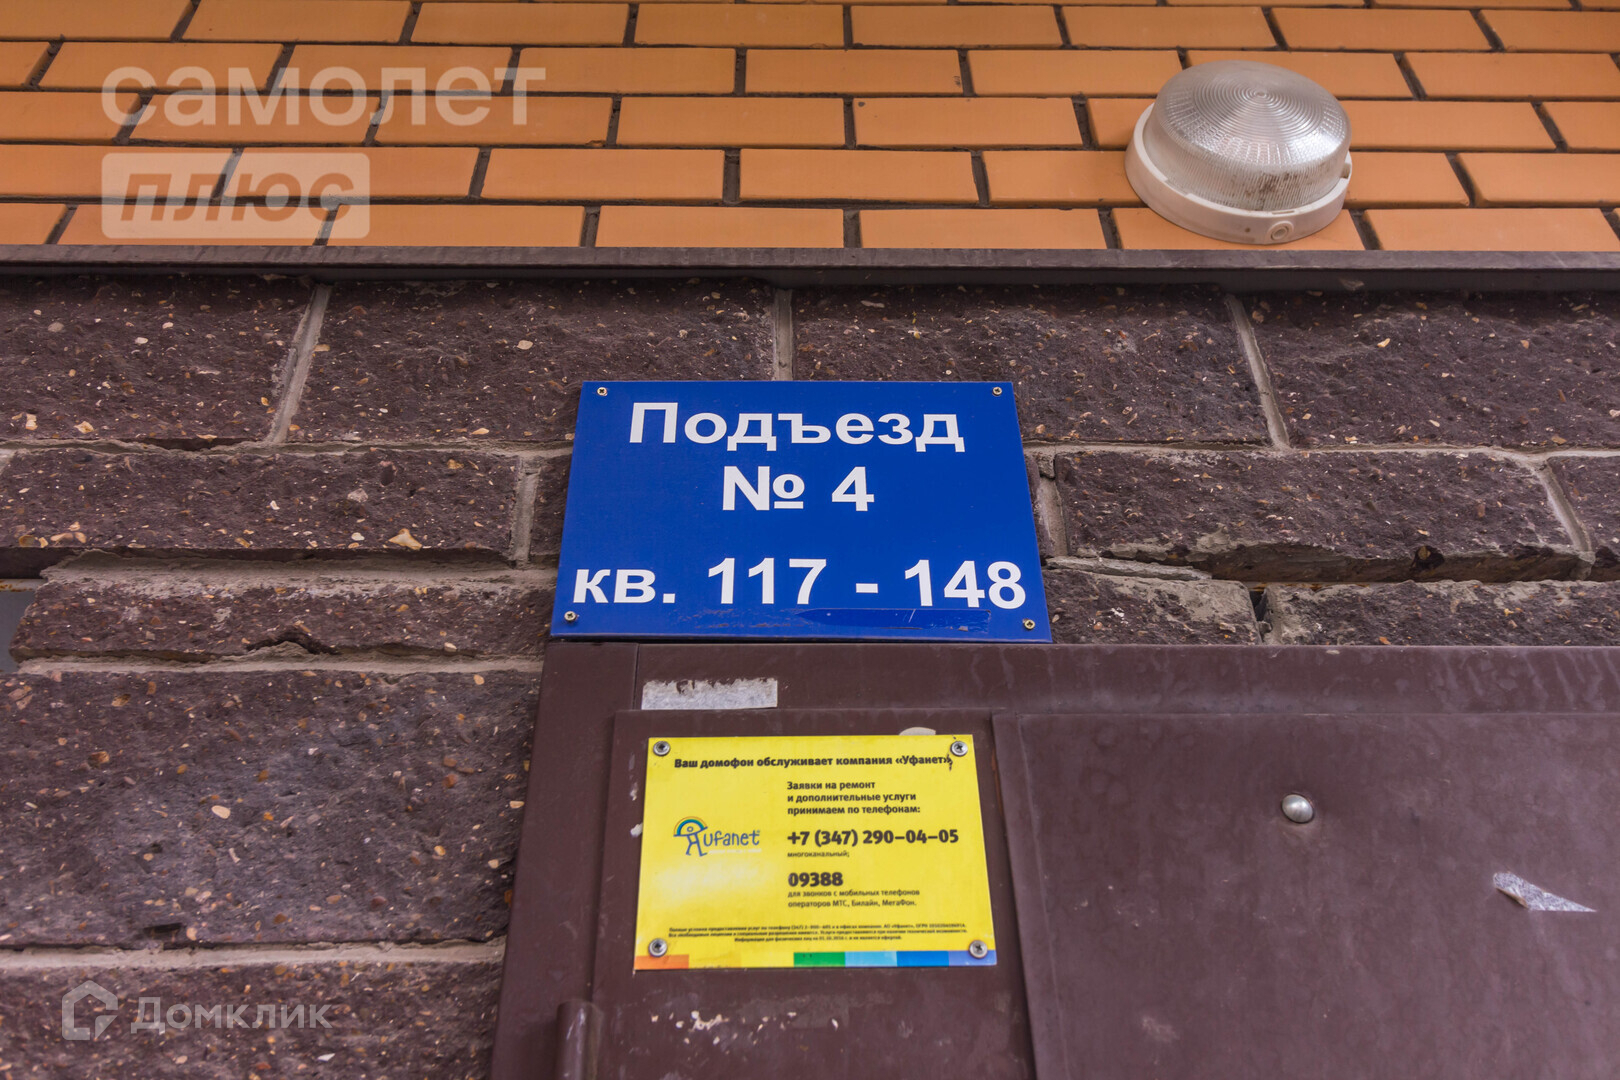 самолет
плюс
Подъезд
№ 4
кв. 117 - 148
Ваш домофон обслуживает компания «Уфанет»
Заявки на ремонт
и дополнительные услуги
принимаем по телефонам:
ufanet
+7 (347) 290-04-05
многоканальный;
09388
для звонков с мобильных телефонов
операторов МТС, Билайн, МегаФон.
Домклик